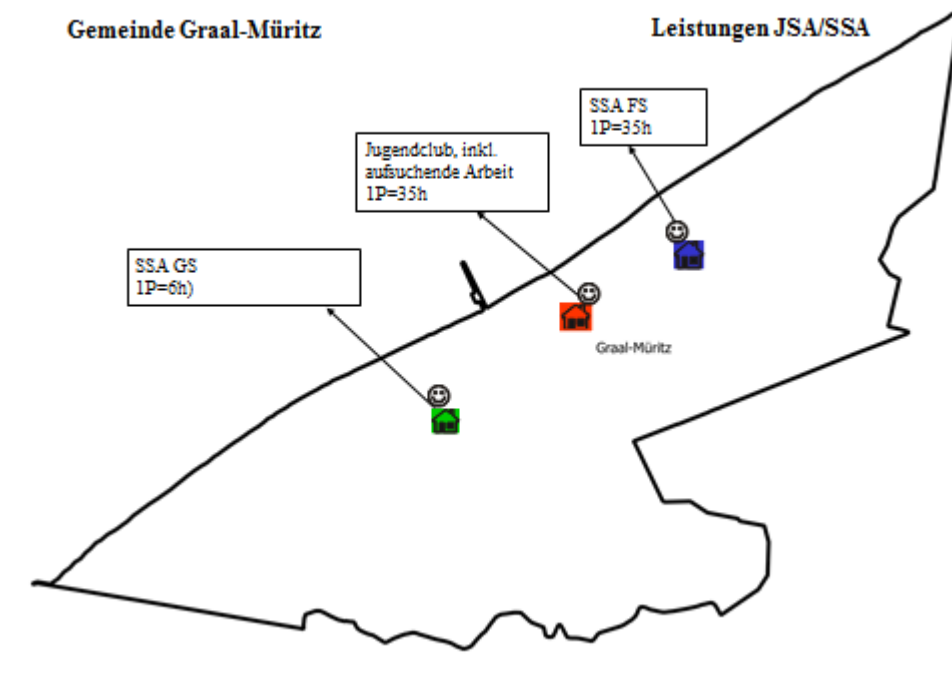 Gemeinde Graal-Müritz
Leistungen JSA/SSA
SSA FS
1P=35h
Jugendclub, inkl.
aufsuchende Arbeit
1P=35h
SSA GS
1P=6h)
Graal-Müritz